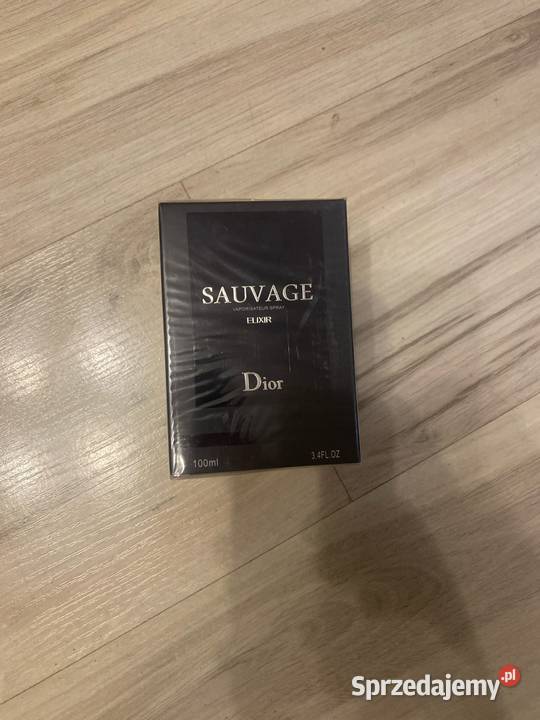 SAUVAGE
VAPORISATEUR SPRAY
ELIXIR
Dior
100ml 3.4FL.OZ
Sprzedajemy.pl